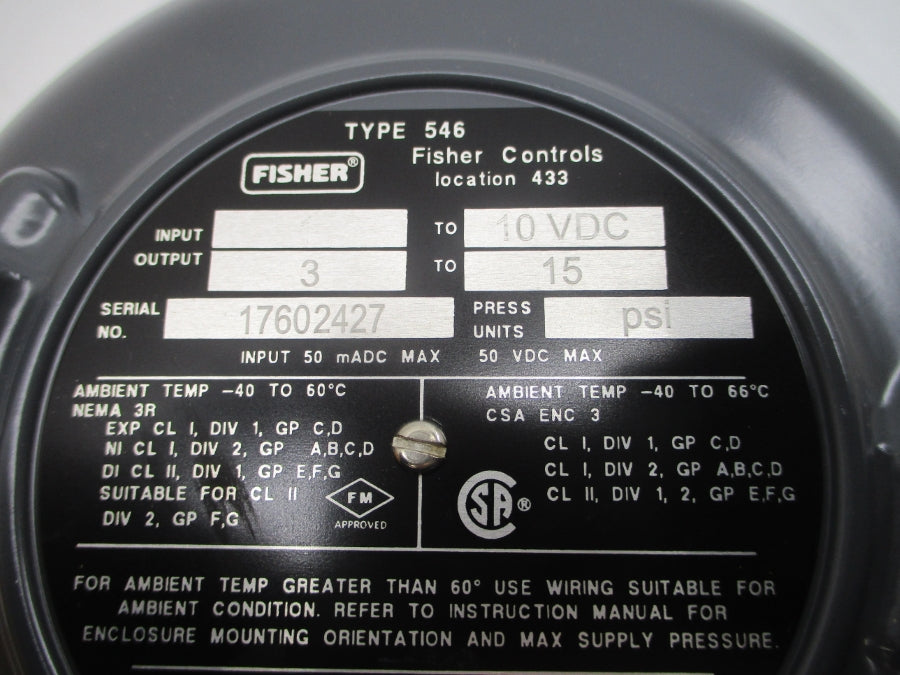 TYPE 546
FISHER®
Fisher Controls
location 433
INPUT 1 TO 10 VDC
OUTPUT 3 TO 15
SERIAL NO. 17602427 PRESS UNITS psi
INPUT 50 mADC MAX 50 VDC MAX
AMBIENT TEMP -40 TO 60°C
NEMA 3R
EXP CL I, DIV 1, GP C,D
NI CL I, DIV 2, GP A,B,C,D
DI CL II, DIV 1, GP E,F,G
SUITABLE FOR CL II
DIV 2, GP F,G
FM
APPROVED
AMBIENT TEMP -40 TO 66°C
CSA ENC 3
CL I, DIV 1, GP C,D
CL I, DIV 2, GP A,B,C,D
CL II, DIV 1, 2, GP E,F,G
SA®
FOR AMBIENT TEMP GREATER THAN 60° USE WIRING SUITABLE FOR
AMBIENT CONDITION. REFER TO INSTRUCTION MANUAL FOR
ENCLOSURE MOUNTING ORIENTATION AND MAX SUPPLY PRESSURE.